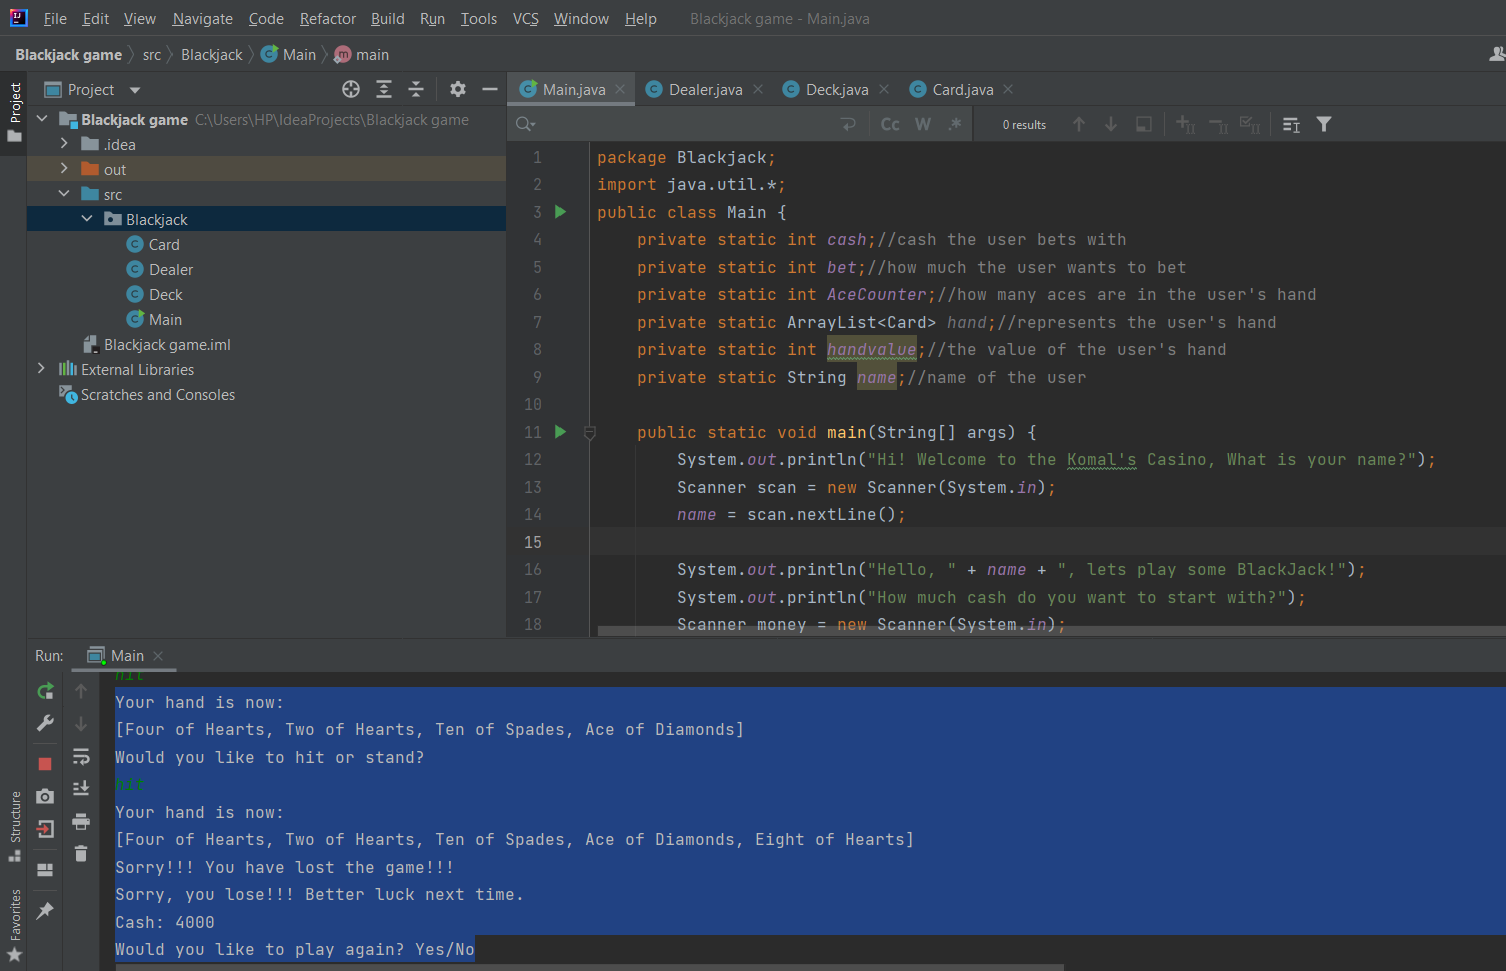 File Edit View Navigate Code Refactor Build Run Tools VCS Window Help Blackjack game - Main.java
Blackjack game src Blackjack Main main
Project
Project
Blackjack game C:\Users\HP\IdeaProjects\Blackjack game
.idea
out
src
Blackjack
Card
Dealer
Deck
Main
Blackjack game.iml
External Libraries
Scratches and Consoles
Main.java Dealer.java Deck.java Card.java
Cc W .* 0 results
1 package Blackjack;
2 import java.util.*;
3 public class Main {
4 private static int cash;//cash the user bets with
5 private static int bet;//how much the user wants to bet
6 private static int AceCounter;//how many aces are in the user's hand
7 private static ArrayList<Card> hand;//represents the user's hand
8 private static int handvalue;//the value of the user's hand
9 private static String name;//name of the user
10
11 public static void main(String[] args) {
12 System.out.println("Hi! Welcome to the Komal's Casino, What is your name?");
13 Scanner scan = new Scanner(System.in);
14 name = scan.nextLine();
15
16 System.out.println("Hello, " + name + ", lets play some BlackJack!");
17 System.out.println("How much cash do you want to start with?");
18 Scanner money = new Scanner(System.in);
Run: Main
hit
Your hand is now:
[Four of Hearts, Two of Hearts, Ten of Spades, Ace of Diamonds]
Would you like to hit or stand?
hit
Your hand is now:
[Four of Hearts, Two of Hearts, Ten of Spades, Ace of Diamonds, Eight of Hearts]
Sorry!!! You have lost the game!!!
Sorry, you lose!!! Better luck next time.
Cash: 4000
Would you like to play again? Yes/No
Structure
Favorites